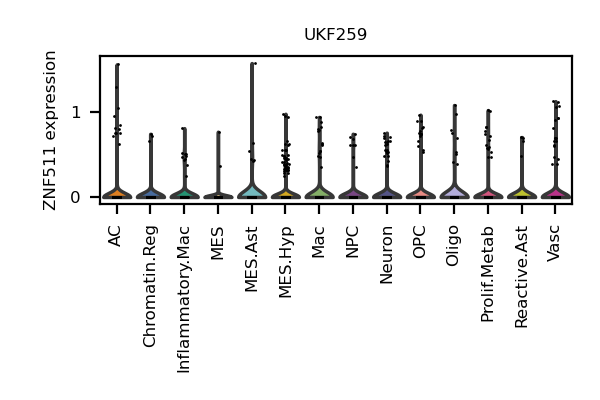 UKF259
ZNF511 expression
1
0
AC
Chromatin.Reg
Inflammatory.Mac
MES
MES.Ast
MES.Hyp
Mac
NPC
Neuron
OPC
Oligo
Prolif.Metab
Reactive.Ast
Vasc